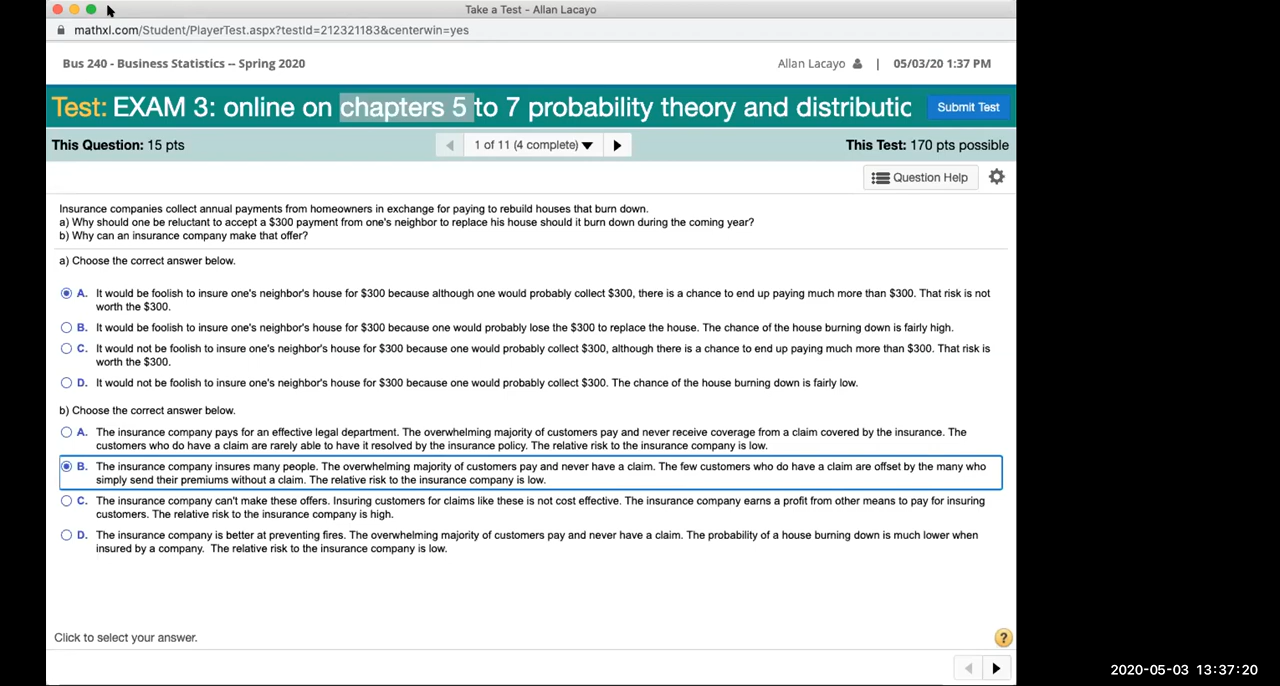 Take a Test - Allan Lacayo
mathxl.com/Student/PlayerTest.aspx?testId=212321183&centerwin=yes
Bus 240 - Business Statistics -- Spring 2020
Allan Lacayo | 05/03/20 1:37 PM
Test: EXAM 3: online on chapters 5 to 7 probability theory and distributic
Submit Test
This Question: 15 pts
1 of 11 (4 complete)
This Test: 170 pts possible
Question Help
Insurance companies collect annual payments from homeowners in exchange for paying to rebuild houses that burn down.
a) Why should one be reluctant to accept a $300 payment from one's neighbor to replace his house should it burn down during the coming year?
b) Why can an insurance company make that offer?
a) Choose the correct answer below.
A. It would be foolish to insure one's neighbor's house for $300 because although one would probably collect $300, there is a chance to end up paying much more than $300. That risk is not
worth the $300.
B. It would be foolish to insure one's neighbor's house for $300 because one would probably lose the $300 to replace the house. The chance of the house burning down is fairly high.
C. It would not be foolish to insure one's neighbor's house for $300 because one would probably collect $300, although there is a chance to end up paying much more than $300. That risk is
worth the $300.
D. It would not be foolish to insure one's neighbor's house for $300 because one would probably collect $300. The chance of the house burning down is fairly low.
b) Choose the correct answer below.
A. The insurance company pays for an effective legal department. The overwhelming majority of customers pay and never receive coverage from a claim covered by the insurance. The
customers who do have a claim are rarely able to have it resolved by the insurance policy. The relative risk to the insurance company is low.
B. The insurance company insures many people. The overwhelming majority of customers pay and never have a claim. The few customers who do have a claim are offset by the many who
simply send their premiums without a claim. The relative risk to the insurance company is low.
C. The insurance company can't make these offers. Insuring customers for claims like these is not cost effective. The insurance company earns a profit from other means to pay for insuring
customers. The relative risk to the insurance company is high.
D. The insurance company is better at preventing fires. The overwhelming majority of customers pay and never have a claim. The probability of a house burning down is much lower when
insured by a company. The relative risk to the insurance company is low.
Click to select your answer.
?
2020-05-03 13:37:20